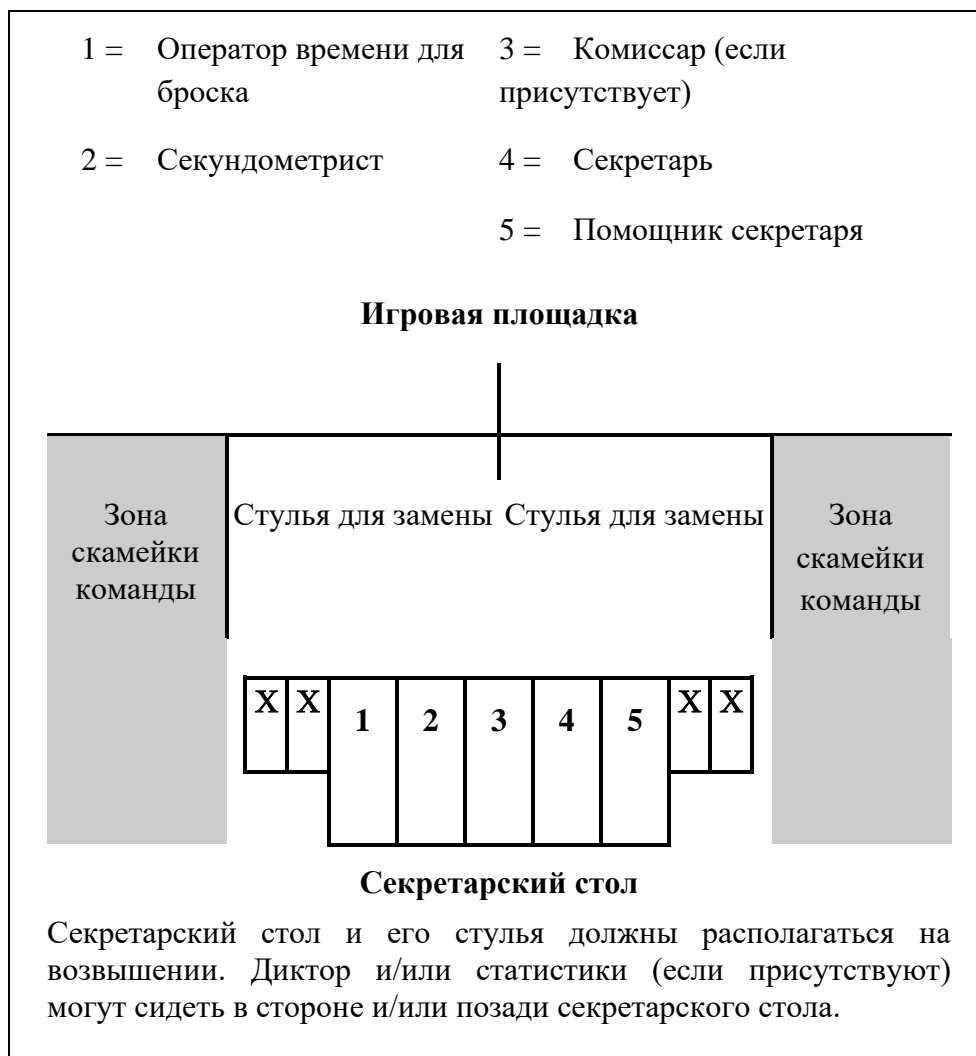 1 = Оператор времени для броска
2 = Секундометрист
3 = Комиссар (если присутствует)
4 = Секретарь
5 = Помощник секретаря
Игровая площадка
Зона
скамейки
команды
Стулья для замены Стулья для замены
Зона
скамейки
команды
X X 1 2 3 4 5 X X
Секретарский стол
Секретарский стол и его стулья должны располагаться на
возвышении. Диктор и/или статистики (если присутствуют)
могут сидеть в стороне и/или позади секретарского стола.